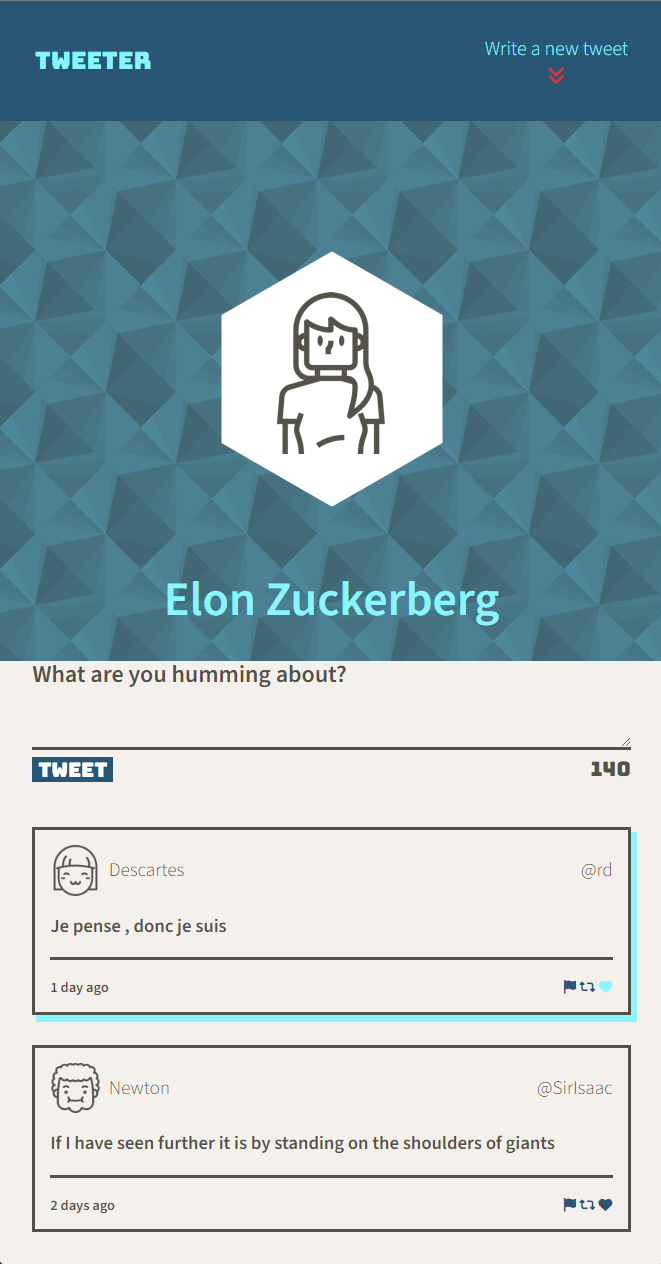 TWEETER
Write a new tweet
Elon Zuckerberg
What are you humming about?
TWEET
140
Descartes
@rd
Je pense , donc je suis
1 day ago
Newton
@SirIsaac
If I have seen further it is by standing on the shoulders of giants
2 days ago